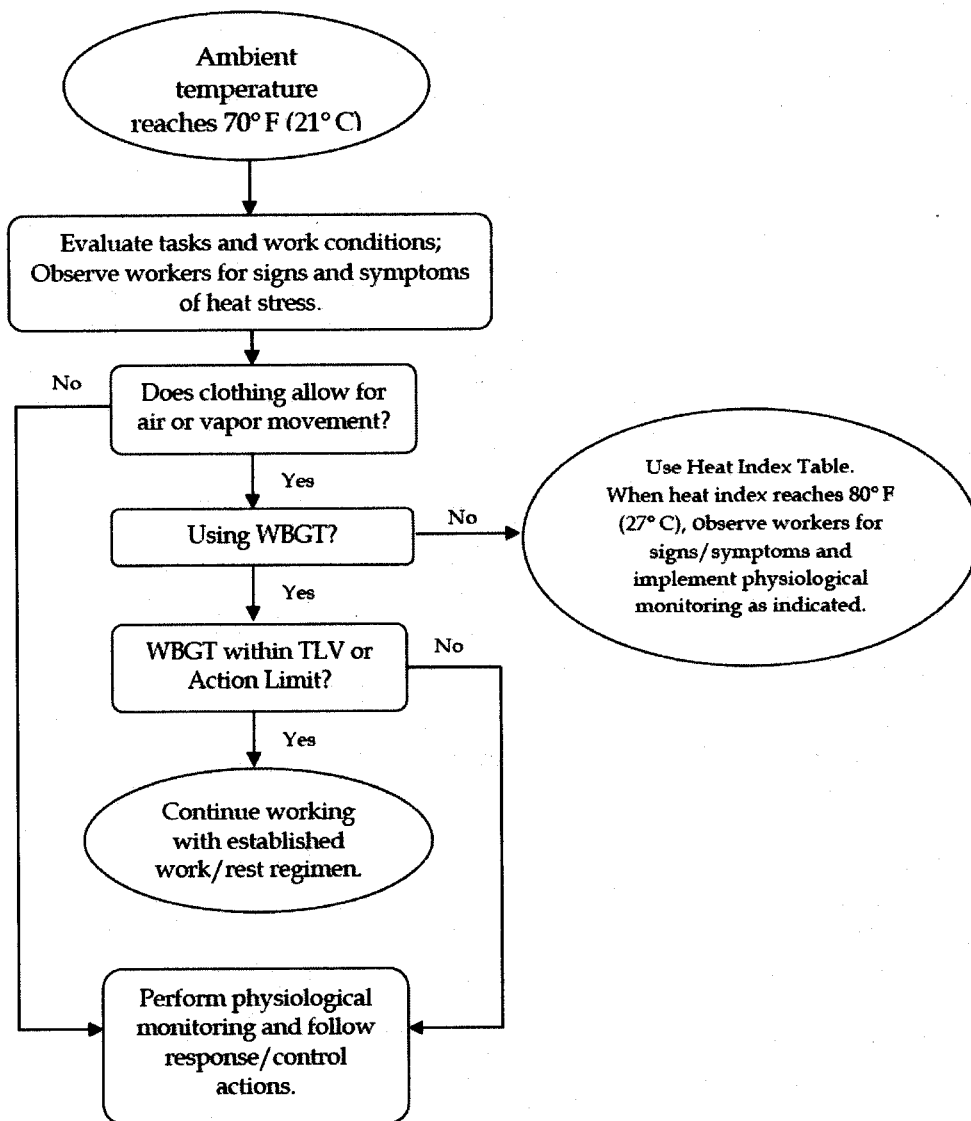 Ambient
temperature
reaches 70° F (21° C)
Evaluate tasks and work conditions;
Observe workers for signs and symptoms
of heat stress.
No
Does clothing allow for
air or vapor movement?
Yes
Use Heat Index Table.
When heat index reaches 80° F
(27° C), Observe workers for
signs/symptoms and
implement physiological
monitoring as indicated.
Using WBGT?
No
Yes
WBGT within TLV or
Action Limit?
No
Yes
Continue working
with established
work/rest regimen.
Perform physiological
monitoring and follow
response/control
actions.